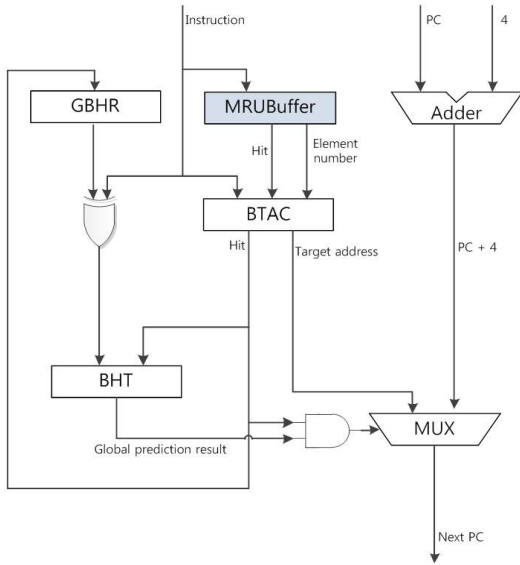 Instruction
PC
4
GBHR
MRUBuffer
Adder
Hit
Element
number
BTAC
Hit
Target address
PC + 4
BHT
MUX
Global prediction result
Next PC